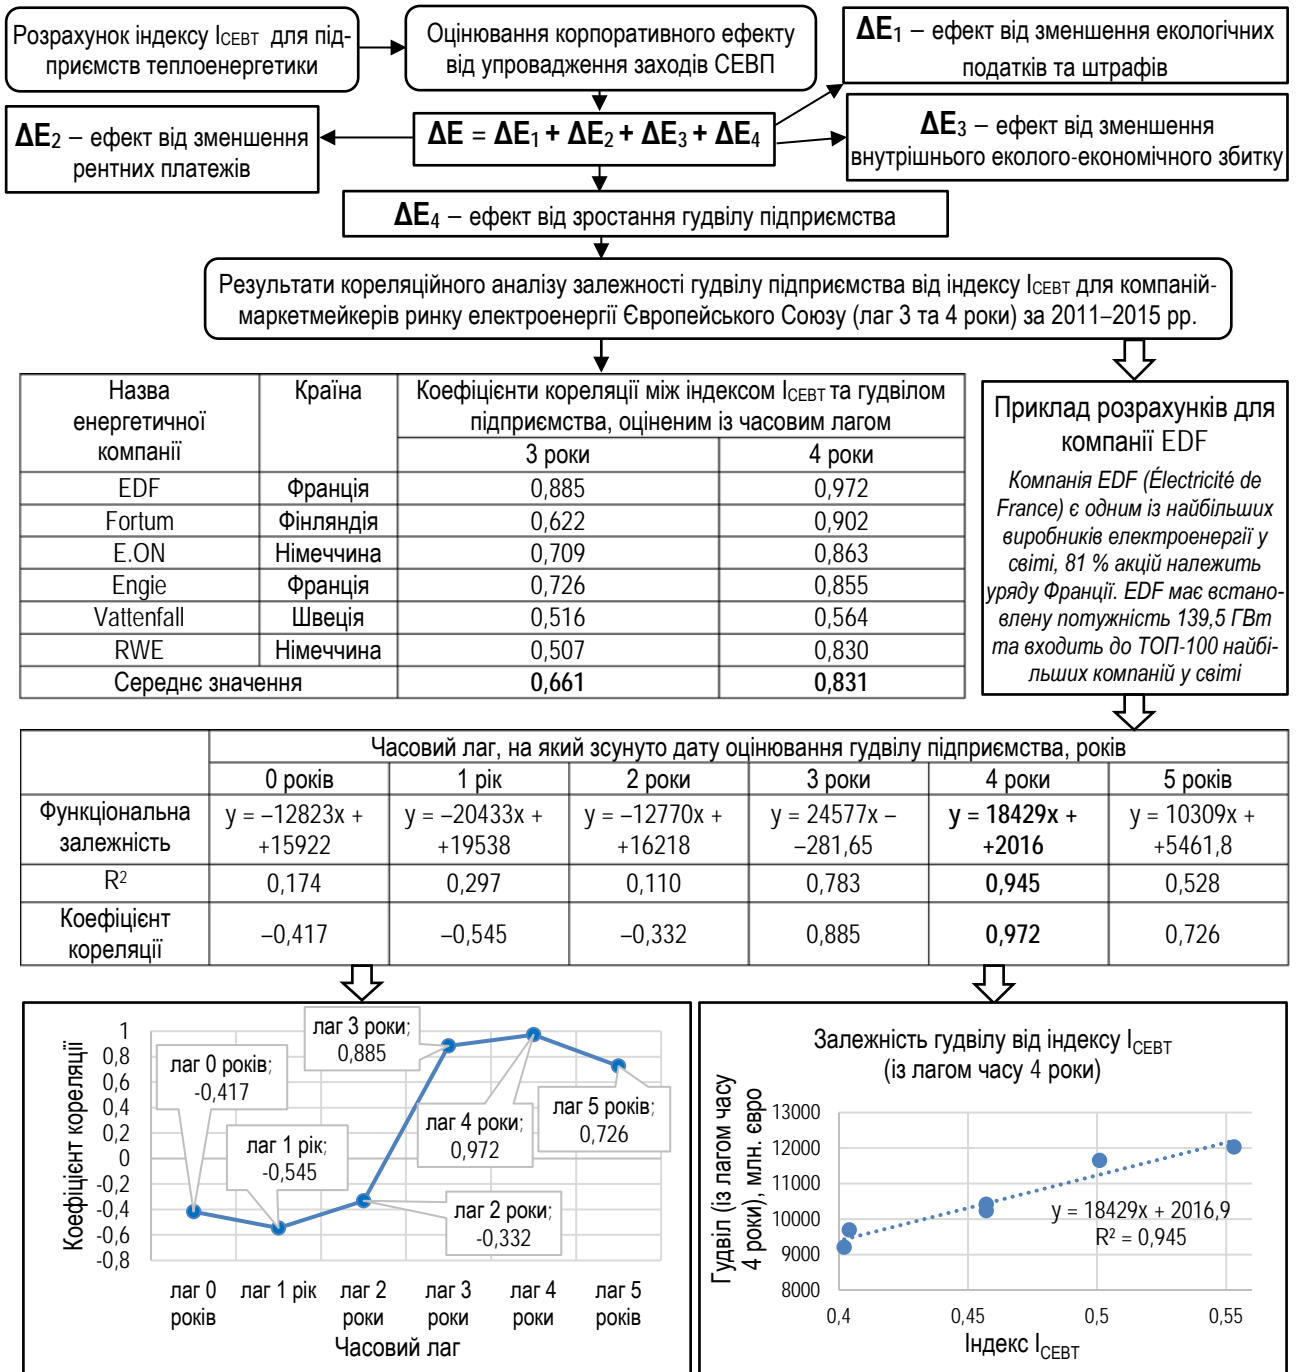 Розрахунок індексу ІСЕВТ для під-
приємств теплоенергетики
Оцінювання корпоративного ефекту
від упровадження заходів СЕВП
ΔE1 – ефект від зменшення екологічних
податків та штрафів
ΔE2 – ефект від зменшення
рентних платежів
ΔE = ΔE1 + ΔE2 + ΔE3 + ΔE4
ΔE3 – ефект від зменшення
внутрішнього еколого-економічного збитку
ΔE4 – ефект від зростання гудвілу підприємства
Результати кореляційного аналізу залежності гудвілу підприємства від індексу ІСЕВТ для компаній-
маркетмейкерів ринку електроенергії Європейського Союзу (лаг 3 та 4 роки) за 2011–2015 рр.
Назва
енергетичної
компанії
Країна
Коефіцієнти кореляції між індексом ІСЕВТ та гудвілом
підприємства, оціненим із часовим лагом
3 роки 4 роки
EDF Франція 0,885 0,972
Fortum Фінляндія 0,622 0,902
E.ON Німеччина 0,709 0,863
Engie Франція 0,726 0,855
Vattenfall Швеція 0,516 0,564
RWE Німеччина 0,507 0,830
Середнє значення 0,661 0,831
Приклад розрахунків для
компанії EDF
Компанія EDF (Électricité de
France) є одним із найбільших
виробників електроенергії у
світі, 81 % акцій належить
уряду Франції. EDF має встано-
влену потужність 139,5 ГВт
та входить до ТОП-100 найбі-
льших компаній у світі
Часовий лаг, на який зсунуто дату оцінювання гудвілу підприємства, років
0 років 1 рік 2 роки 3 роки 4 роки 5 років
Функціональна y = –12823x + y = –20433x + y = –12770x + y = 24577x – y = 18429x + y = 10309x +
залежність +15922 +19538 +16218 –281,65 +2016 +5461,8
R2 0,174 0,297 0,110 0,783 0,945 0,528
Коефіцієнт
кореляції
–0,417 –0,545 –0,332 0,885 0,972 0,726
Коефіцієнт кореляції
1
0,8
0,6
0,4
0,2
0
-0,2
-0,4
-0,6
-0,8
лаг 0 років;
-0,417
лаг 1 рік;
-0,545
лаг 3 роки;
0,885
лаг 4 роки;
0,972
лаг 2 роки;
-0,332
лаг 5 років;
0,726
лаг 0 лаг 1 рік лаг 2 лаг 3 лаг 4 лаг 5
років роки роки роки років
Часовий лаг
Залежність гудвілу від індексу ІСЕВТ
(із лагом часу 4 роки)
Гудвіл (із лагом часу
4 роки), млн. євро
13000
12000
11000
10000
9000
8000
y = 18429x + 2016,9
R² = 0,945
0,4 0,45 0,5 0,55
Індекс ІСЕВТ